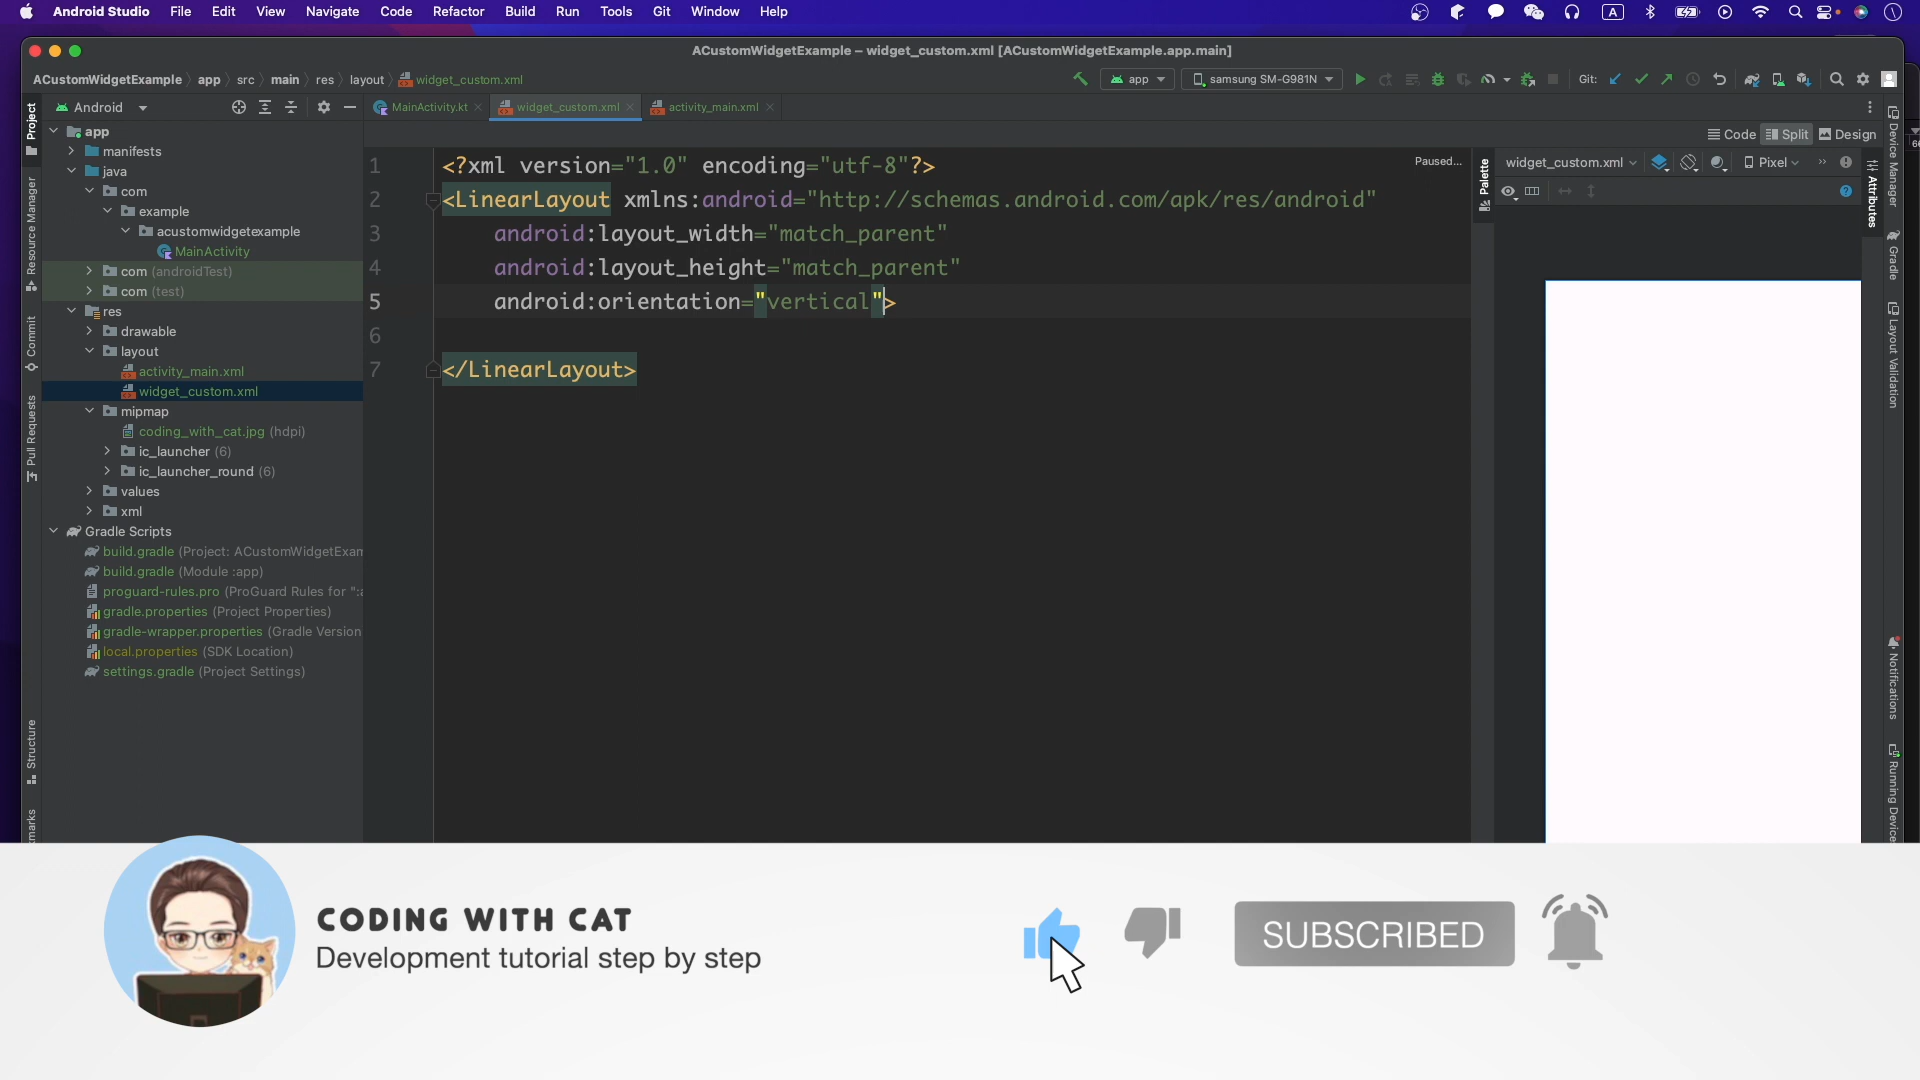 Android Studio File Edit View Navigate Code Refactor Build Run Tools Git Window Help A
ACustomWidgetExample – widget_custom.xml [ACustomWidgetExample.app.main]
ACustomWidgetExample app src main res layout widget_custom.xml app samsung SM-G981N Git:
Project
Android
MainActivity.kt widget_custom.xml activity_main.xml
Code Split Design
app
manifests
java
com
example
acustomwidgetexample
MainActivity
com (androidTest)
com (test)
res
drawable
layout
activity_main.xml
widget_custom.xml
mipmap
coding_with_cat.jpg (hdpi)
ic_launcher (6)
ic_launcher_round (6)
values
xml
Gradle Scripts
build.gradle (Project: ACustomWidgetExam
build.gradle (Module :app)
proguard-rules.pro (ProGuard Rules for ":a
gradle.properties (Project Properties)
gradle-wrapper.properties (Gradle Version
local.properties (SDK Location)
settings.gradle (Project Settings)
Resource Manager
Commit
Pull Requests
Structure
1 <?xml version="1.0" encoding="utf-8"?>
2 <LinearLayout xmlns:android="http://schemas.android.com/apk/res/android"
3 android:layout_width="match_parent"
4 android:layout_height="match_parent"
5 android:orientation="vertical">
6
7 </LinearLayout>
Paused...
Palette
widget_custom.xml Pixel
Attributes
Device Manager
Gradle
Layout Validation
Notifications
Running Device
CODING WITH CAT
Development tutorial step by step
SUBSCRIBED